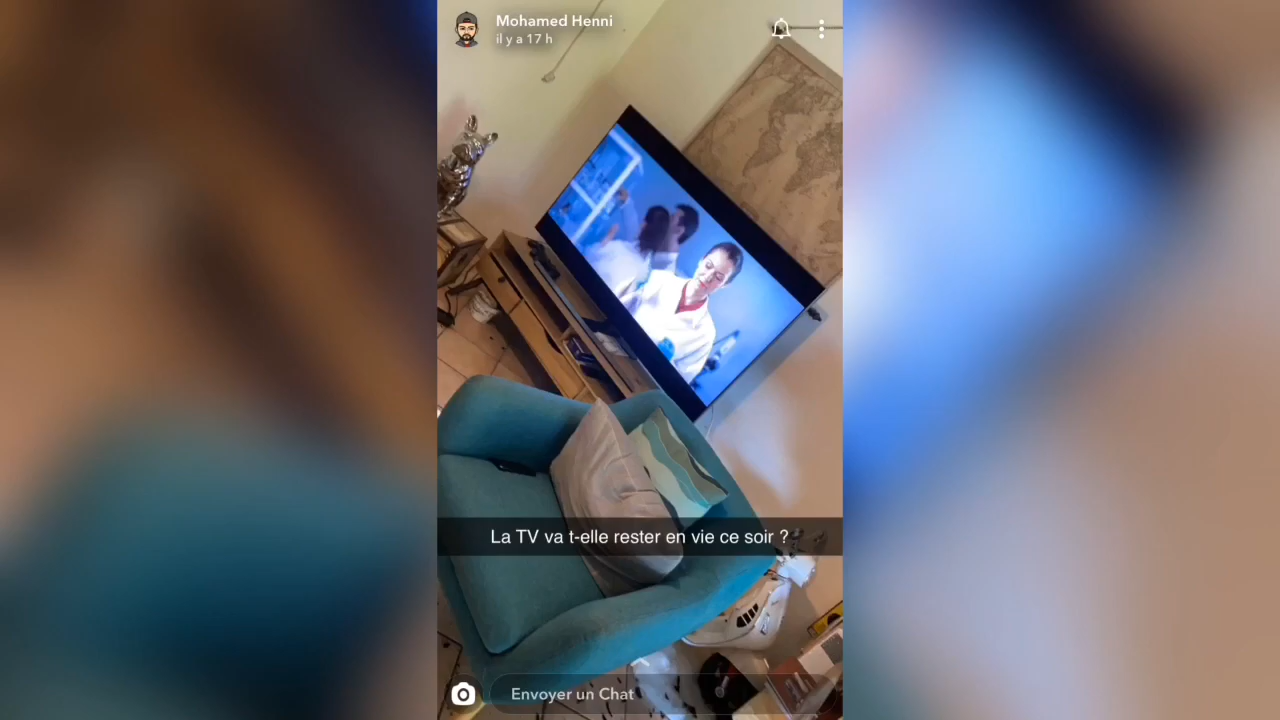 Mohamed Henni
il y a 17 h
La TV va t-elle rester en vie ce soir ?
Envoyer un Chat